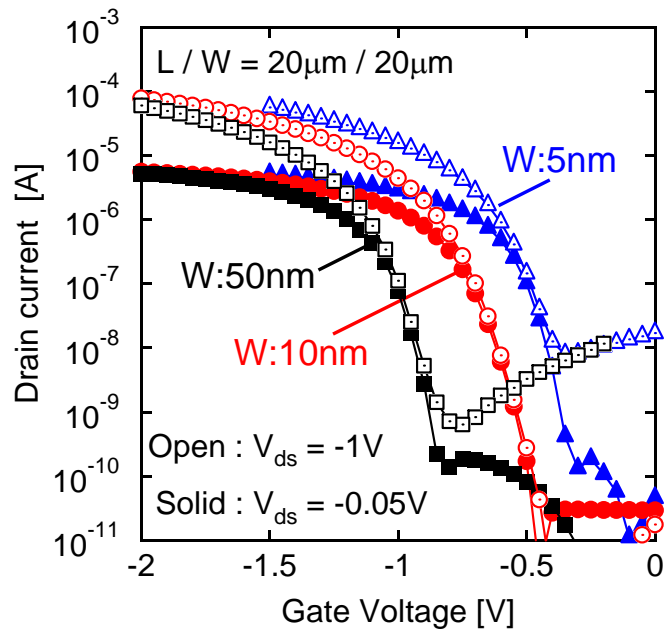 10⁻³
L / W = 20μm / 20μm
10⁻⁴
10⁻⁵
W:5nm
10⁻⁶
W:50nm
10⁻⁷
W:10nm
10⁻⁸
10⁻⁹
Open : V_ds = -1V
10⁻¹⁰
Solid : V_ds = -0.05V
10⁻¹¹
-2 -1.5 -1 -0.5 0
Gate Voltage [V]
Drain current [A]